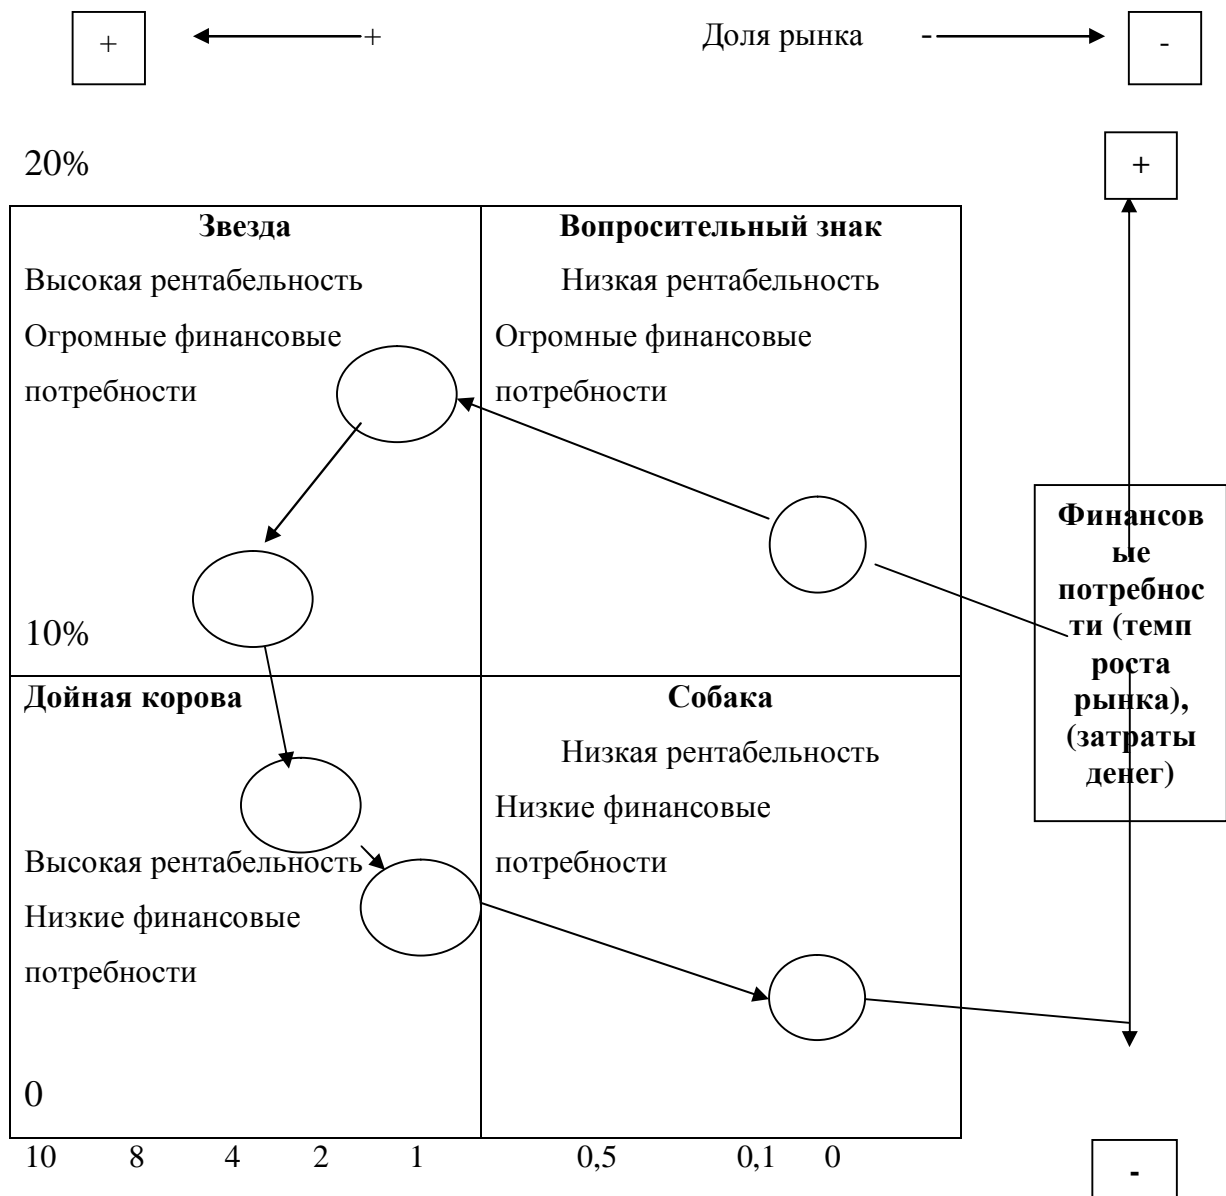 + + Доля рынка - -
20% +
Звезда
Высокая рентабельность
Огромные финансовые
потребности
Вопросительный знак
Низкая рентабельность
Огромные финансовые
потребности
10%
Финансов
ые
потребнос
ти (темп
роста
рынка),
(затраты
денег)
Дойная корова
Высокая рентабельность
Низкие финансовые
потребности
Собака
Низкая рентабельность
Низкие финансовые
потребности
0
10 8 4 2 1 0,5 0,1 0
-